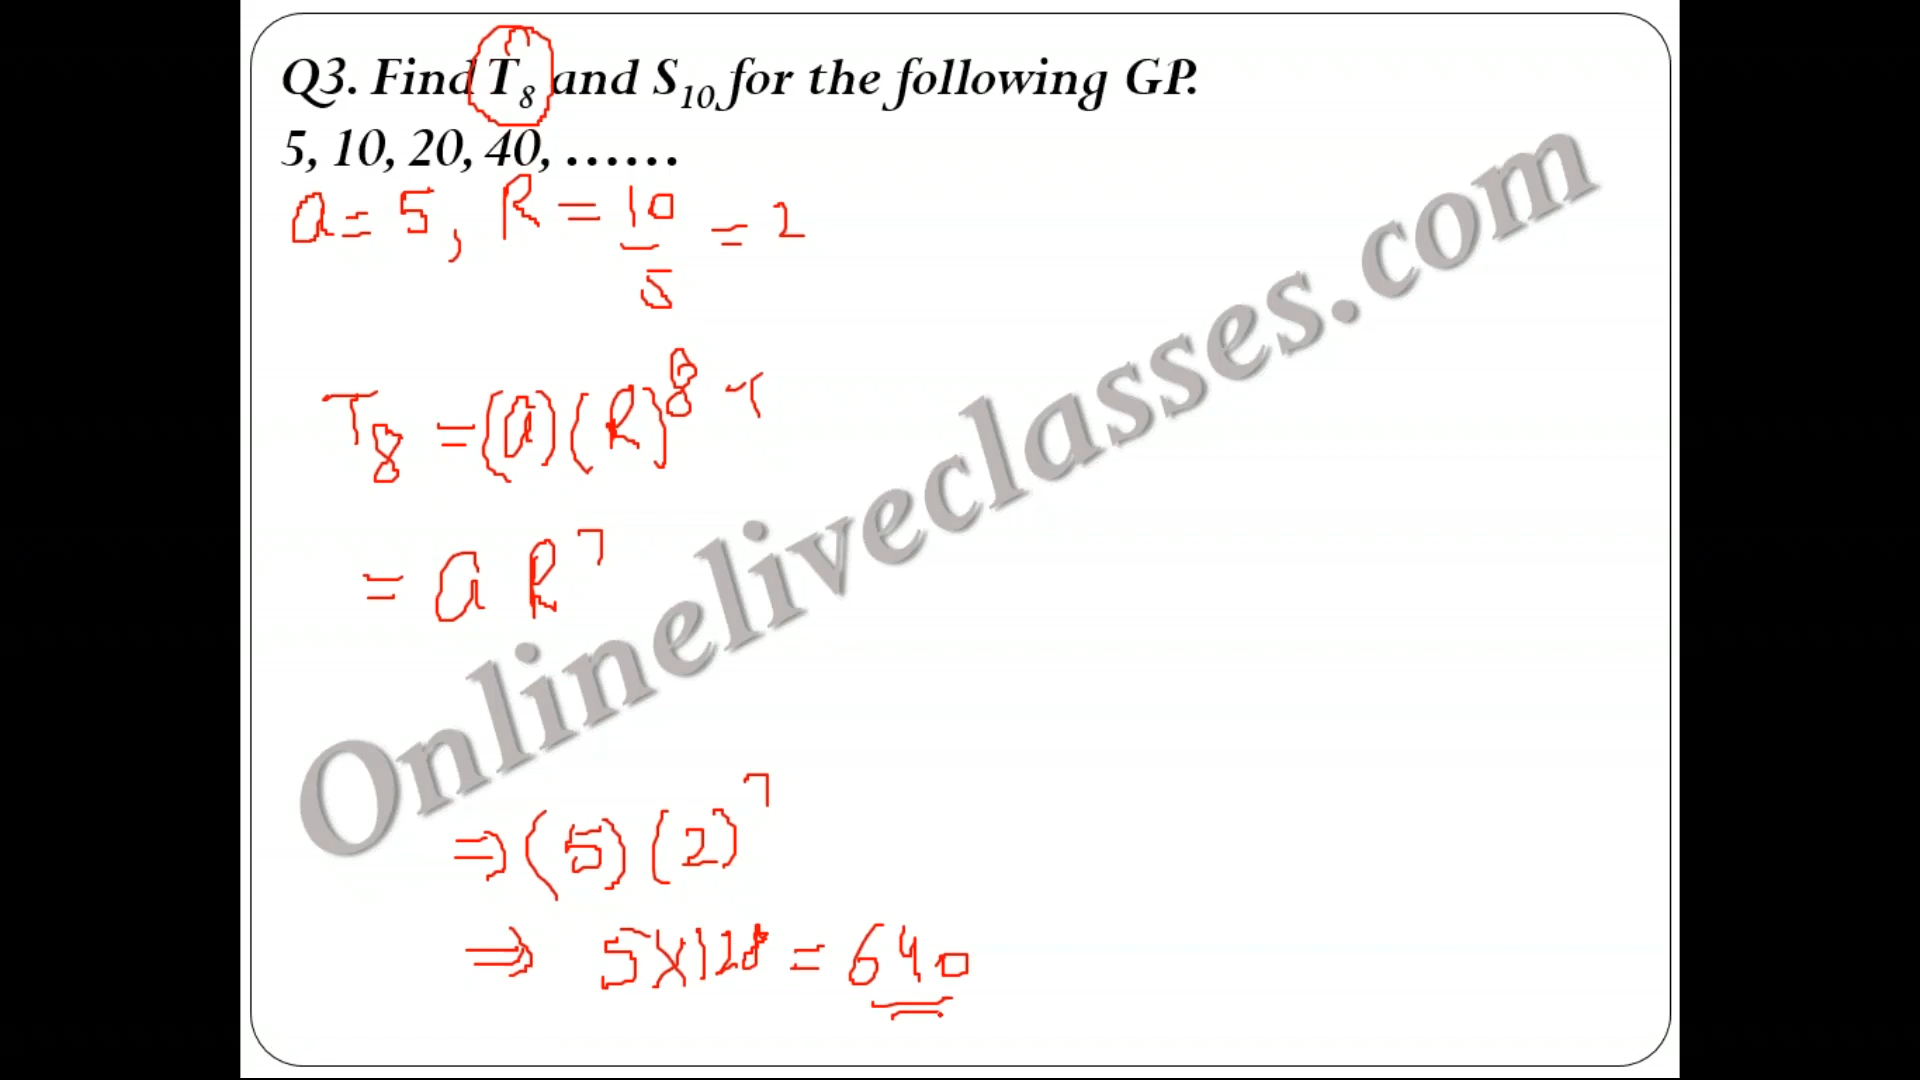 Q3. Find T₈ and S₁₀ for the following GP.
5, 10, 20, 40, ......
a = 5, R = 10/5 = 2
T₈ = (a)(R)⁸⁻¹
= a R⁷
⇒ (5)(2)⁷
⇒ 5×128 = 640
Onlineliveclasses.com